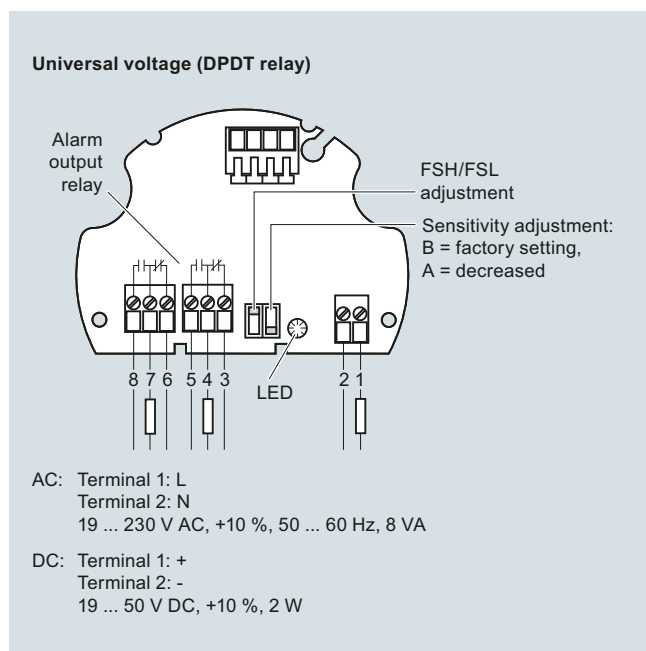 Universal voltage (DPDT relay)
Alarm
output
relay
FSH/FSL
adjustment
Sensitivity adjustment:
B = factory setting,
A = decreased
8 7 6 5 4 3
LED
2 1
AC: Terminal 1: L
Terminal 2: N
19 ... 230 V AC, +10 %, 50 ... 60 Hz, 8 VA
DC: Terminal 1: +
Terminal 2: -
19 ... 50 V DC, +10 %, 2 W